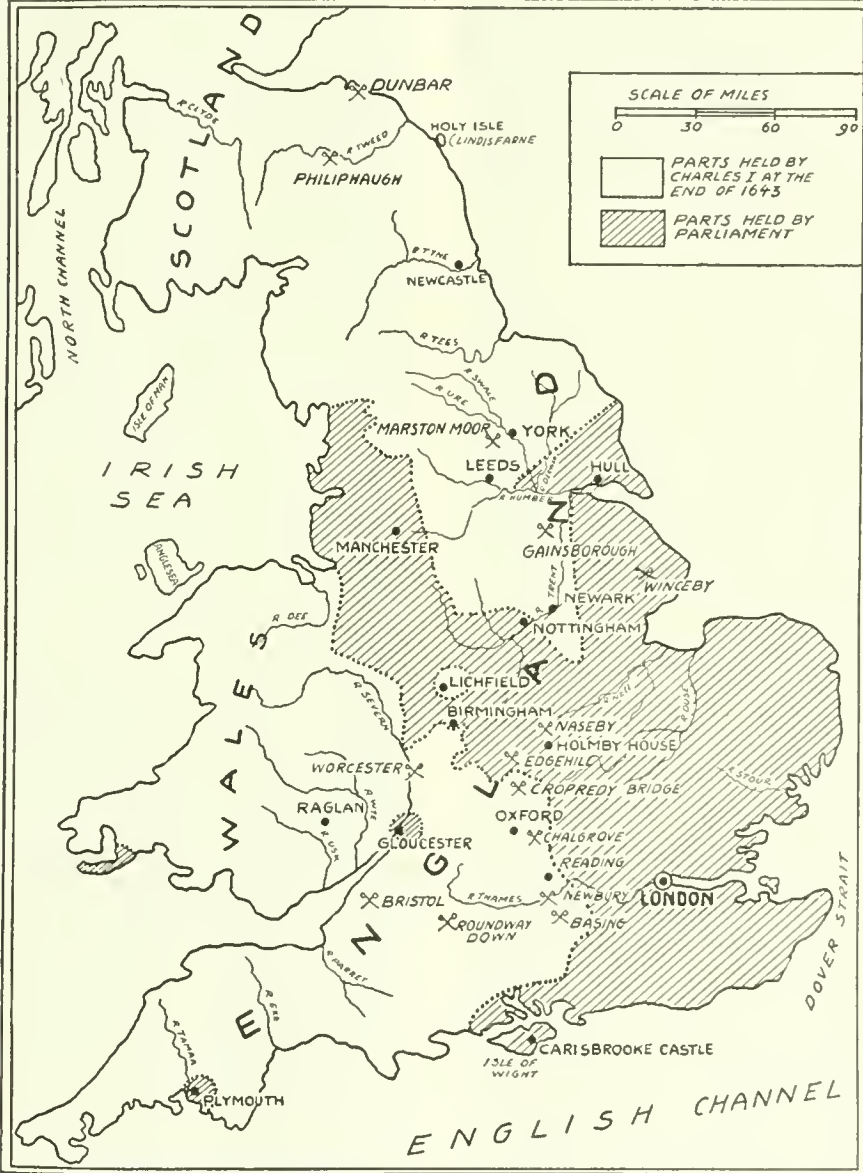 SCOTLAND
DUNBAR
R CLYDE
R TWEED
HOLY ISLE
(LINDISFARNE
PHILIPHAUGH
SCALE OF MILES
0 30 60 90
PARTS HELD BY
CHARLES I AT THE
END OF 1643
PARTS HELD BY
PARLIAMENT
NORTH CHANNEL
R TYNE
NEWCASTLE
R TEES
ISLE OF MAN
R SWALE
R URE
MARSTON MOOR
YORK
IRISH
SEA
LEEDS
HULL
R HUMBER
ENGLAND
MANCHESTER
GAINSBOROUGH
ANGLESEA
WINCEBY
R TRENT
NEWARK
R DEE
NOTTINGHAM
WALES
LICHFIELD
R SEVERN
BIRMINGHAM
R OUSE
NASEBY
HOLMBY HOUSE
EDGEHILL
WORCESTER
R STOUR
CROPREDY BRIDGE
R WYE
RAGLAN
OXFORD
GLOUCESTER
CHALGROVE
R USK
READING
LONDON
BRISTOL
R THAMES
NEWBURY
ROUNDWAY
DOWN
BASING
DOVER STRAIT
R PARRET
R EXE
R TAMAR
CARISBROOKE CASTLE
ISLE OF
WIGHT
PLYMOUTH
ENGLISH CHANNEL